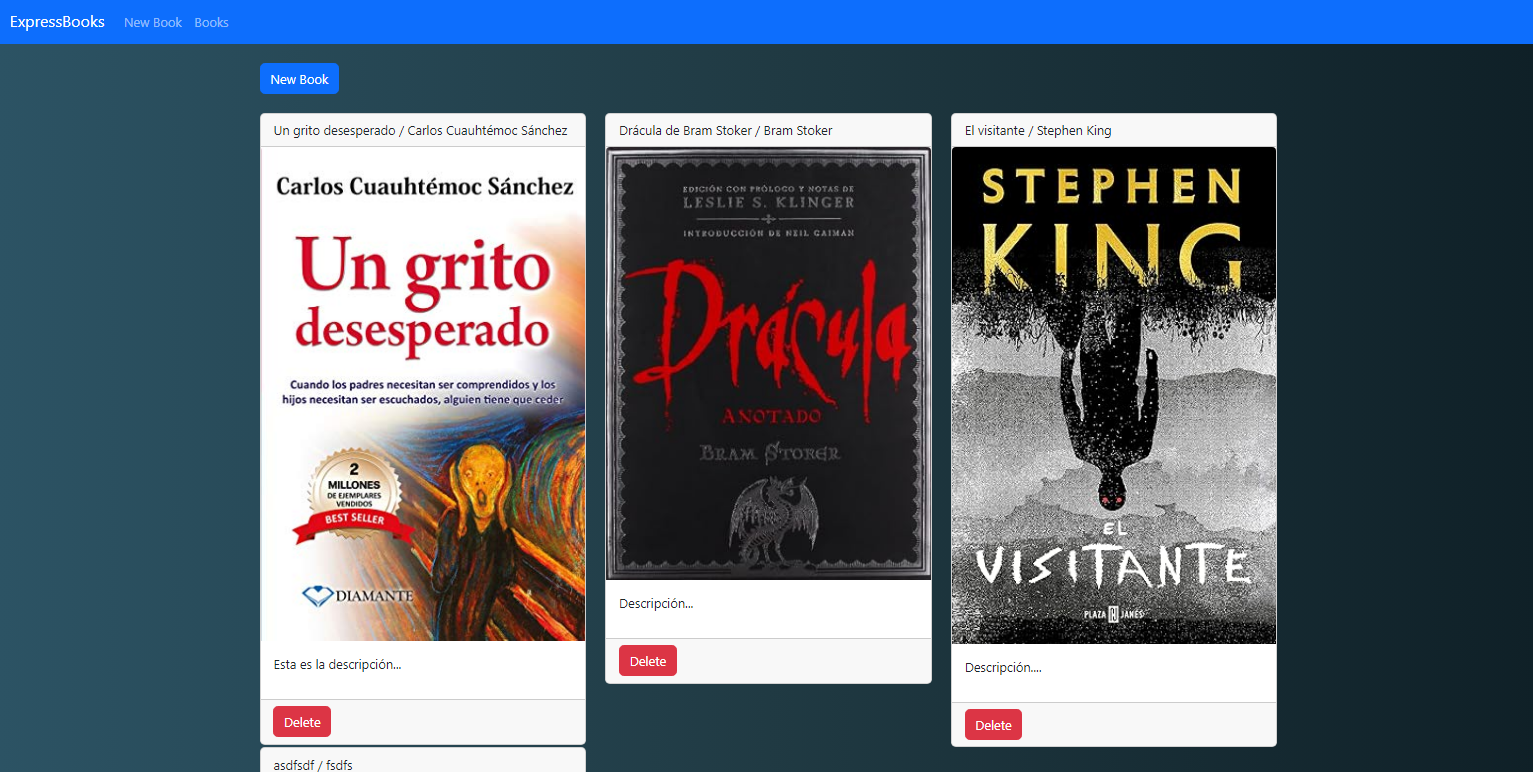 ExpressBooks New Book Books
New Book
Un grito desesperado / Carlos Cuauhtémoc Sánchez
Carlos Cuauhtémoc Sánchez
Un grito
desesperado
Cuando los padres necesitan ser comprendidos y los
hijos necesitan ser escuchados, alguien tiene que ceder
2
MILLONES
DE EJEMPLARES
VENDIDOS
BEST SELLER
DIAMANTE
Esta es la descripción...
Delete
Drácula de Bram Stoker / Bram Stoker
EDICIÓN CON PRÓLOGO Y NOTAS DE
LESLIE S. KLINGER
INTRODUCCIÓN DE NEIL GAIMAN
Drácula
ANOTADO
BRAM STOKER
Descripción...
Delete
El visitante / Stephen King
STEPHEN
KING
EL
VISITANTE
PLAZA JANÉS
Descripción....
Delete
asdfsdf / fsdfs